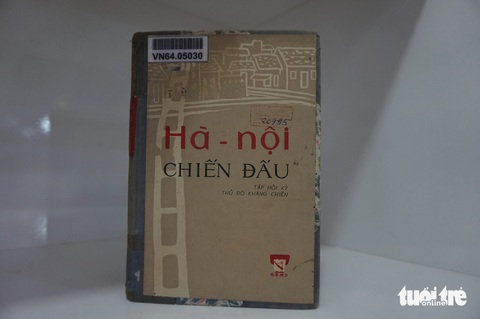 VN64.05030
Hà - nội
CHIẾN ĐẤU
TẬP HỒI KÝ
THỦ ĐÔ KHÁNG CHIẾN
tuổi trẻ
online